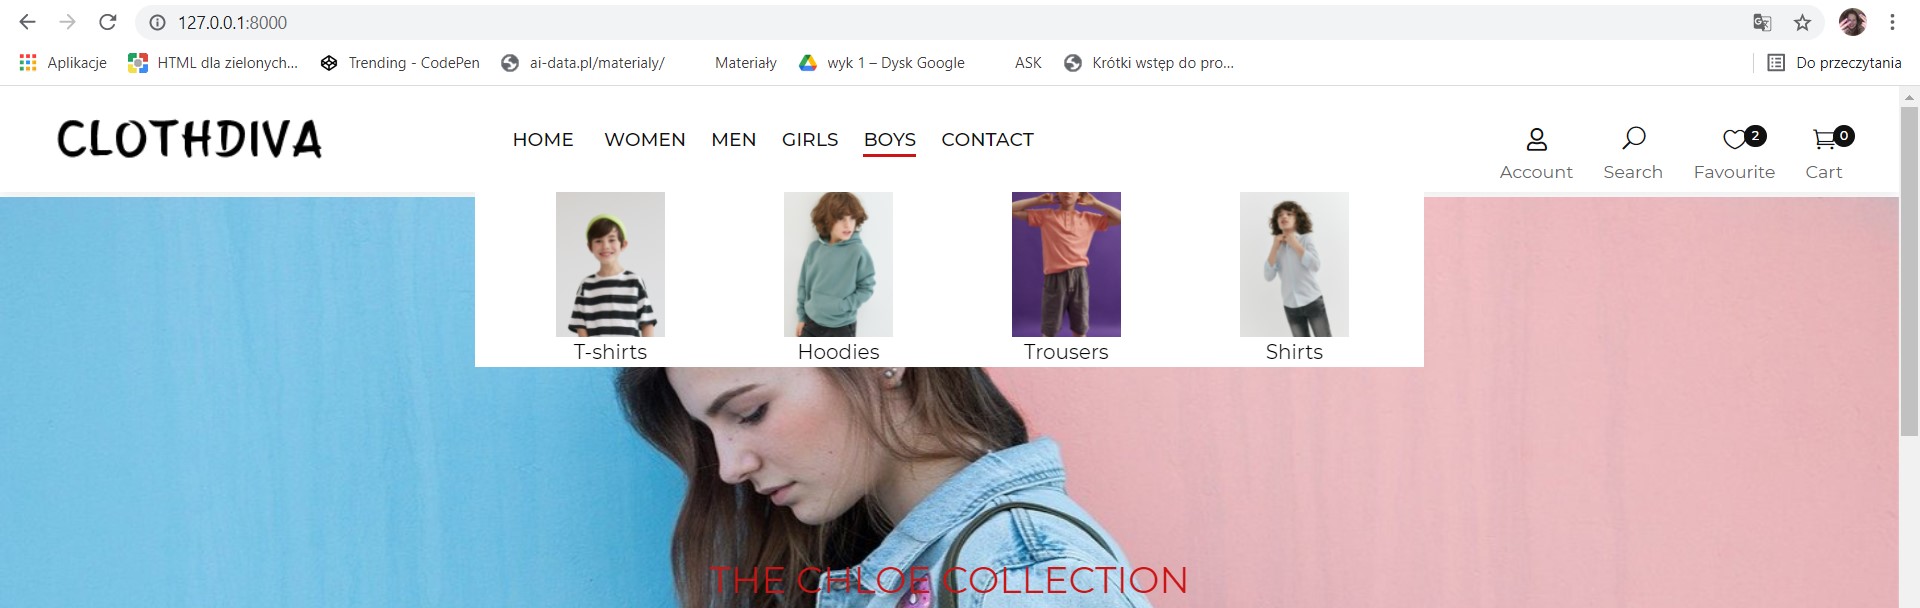 127.0.0.1:8000
Aplikacje HTML dla zielonych... Trending - CodePen ai-data.pl/materialy/ Materiały wyk 1 – Dysk Google ASK Krótki wstęp do pro... Do przeczytania
CLOTHDIVA HOME WOMEN MEN GIRLS BOYS CONTACT
2 0
Account Search Favourite Cart
T-shirts Hoodies Trousers Shirts
THE CHLOE COLLECTION